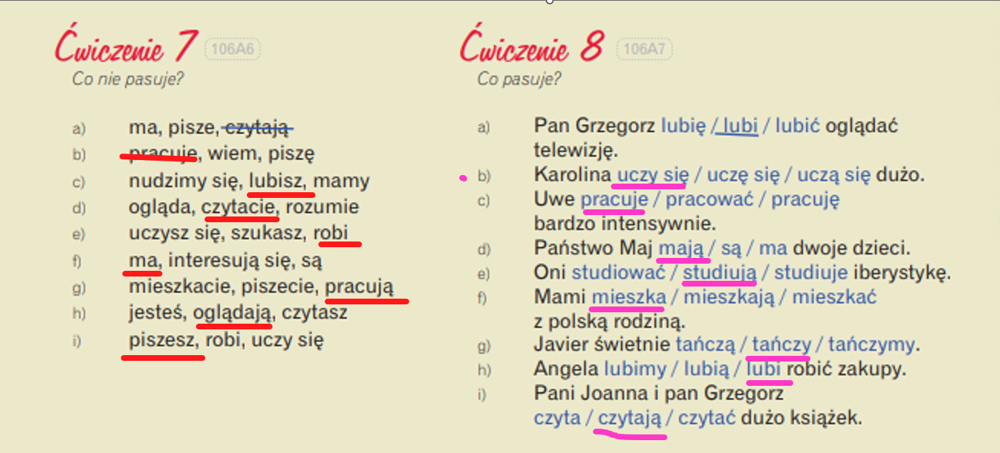 Ćwiczenie 7 106A6
Co nie pasuje?
a) ma, pisze, czytają
b) pracuje, wiem, piszę
c) nudzimy się, lubisz, mamy
d) ogląda, czytacie, rozumie
e) uczysz się, szukasz, robi
f) ma, interesują się, są
g) mieszkacie, piszecie, pracują
h) jesteś, oglądają, czytasz
i) piszesz, robi, uczy się
Ćwiczenie 8 106A7
Co pasuje?
a) Pan Grzegorz lubię / lubi / lubić oglądać
telewizję.
b) Karolina uczy się / uczę się / uczą się dużo.
c) Uwe pracuje / pracować / pracuję
bardzo intensywnie.
d) Państwo Maj mają / są / ma dwoje dzieci.
e) Oni studiować / studiują / studiuje iberystykę.
f) Mami mieszka / mieszkają / mieszkać
z polską rodziną.
g) Javier świetnie tańczą / tańczy / tańczymy.
h) Angela lubimy / lubią / lubi robić zakupy.
i) Pani Joanna i pan Grzegorz
czyta / czytają / czytać dużo książek.